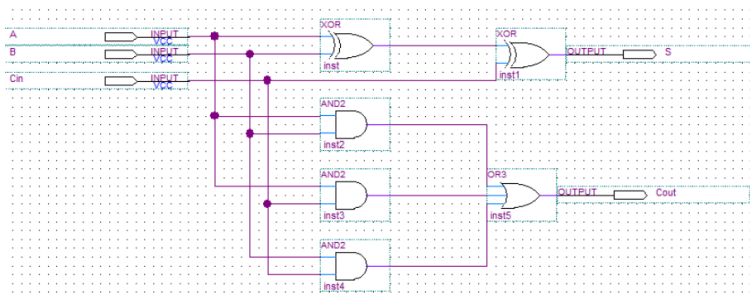 XOR
XOR
A INPUT
VCC
B INPUT
VCC
OUTPUT S
inst
inst1
Cin INPUT
VCC
AND2
inst2
AND2
OR3
OUTPUT Cout
inst3
inst5
AND2
inst4